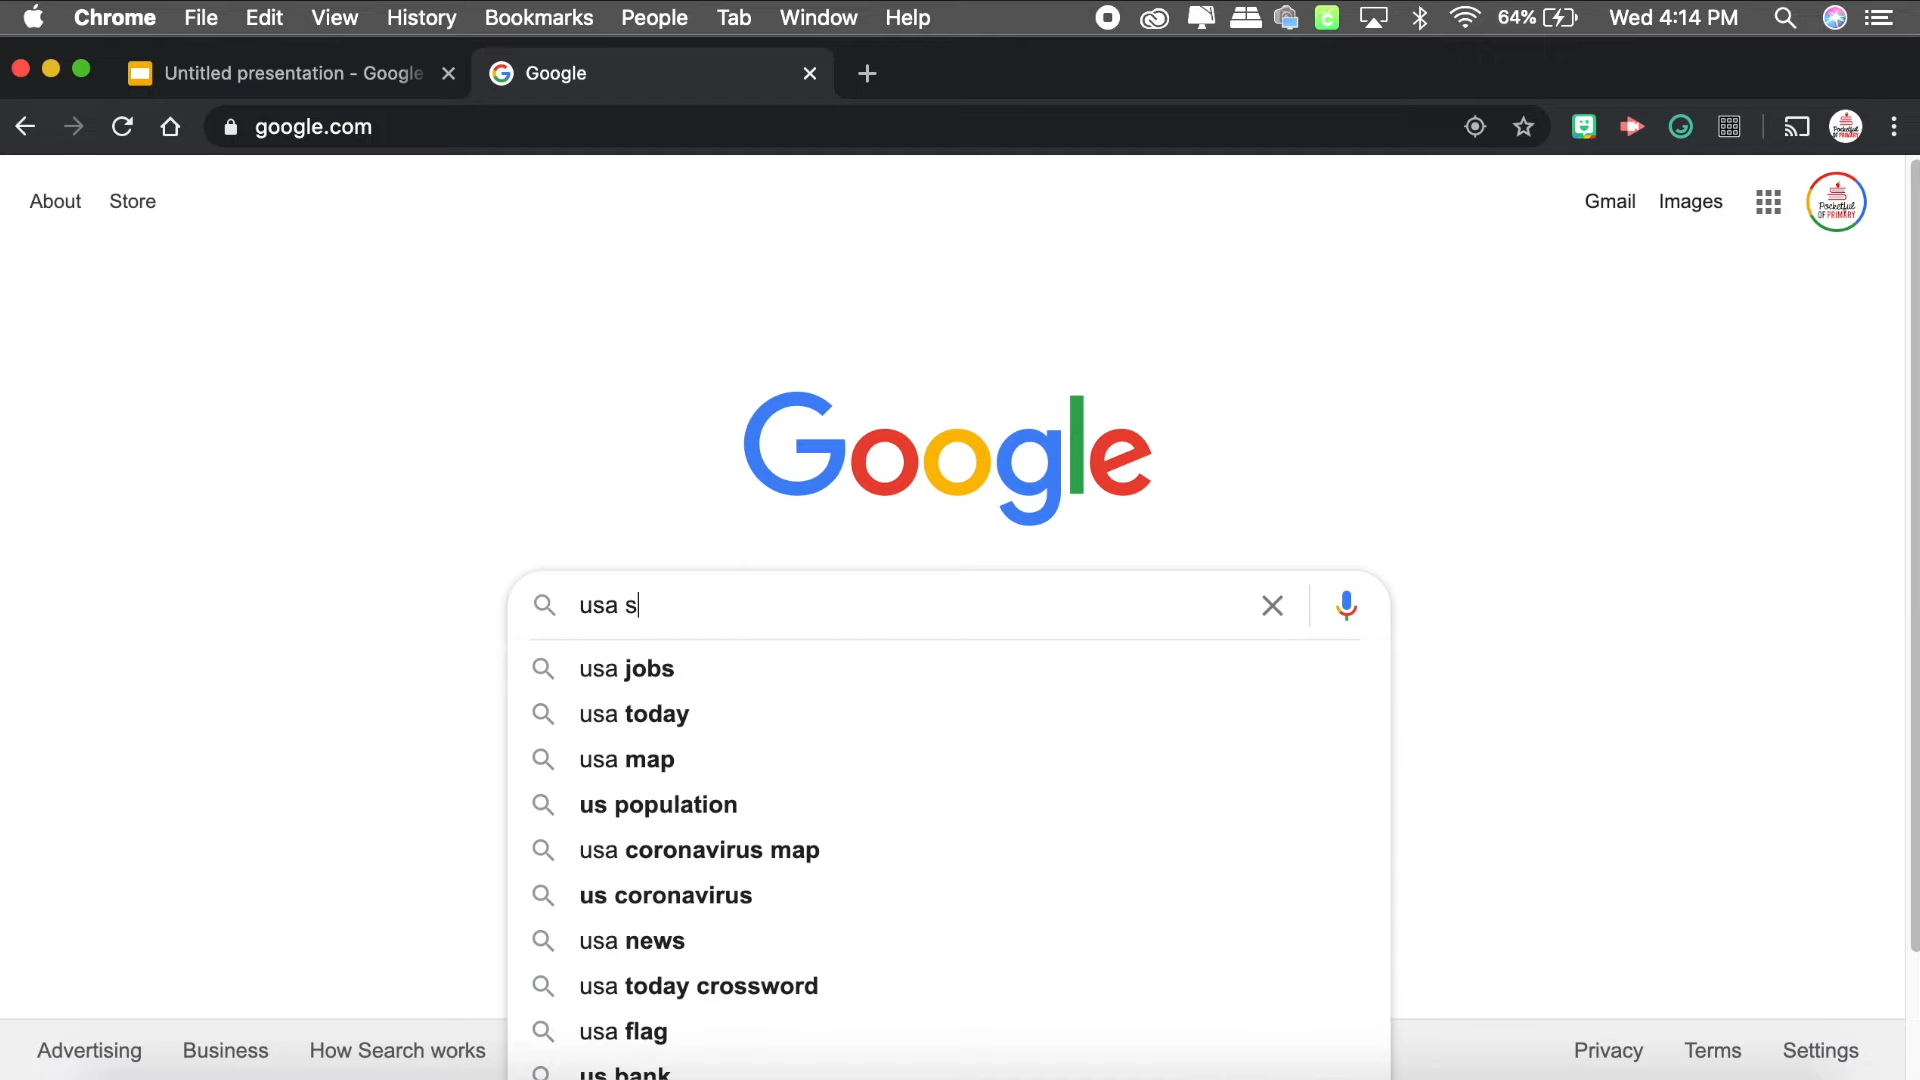 Chrome File Edit View History Bookmarks People Tab Window Help 64% Wed 4:14 PM
Untitled presentation - Google
Google
google.com
About Store
Gmail Images
Pocketful
OF PRIMARY
Google
usa s
usa jobs
usa today
usa map
us population
usa coronavirus map
us coronavirus
usa news
usa today crossword
usa flag
us bank
Advertising Business How Search works
Privacy Terms Settings